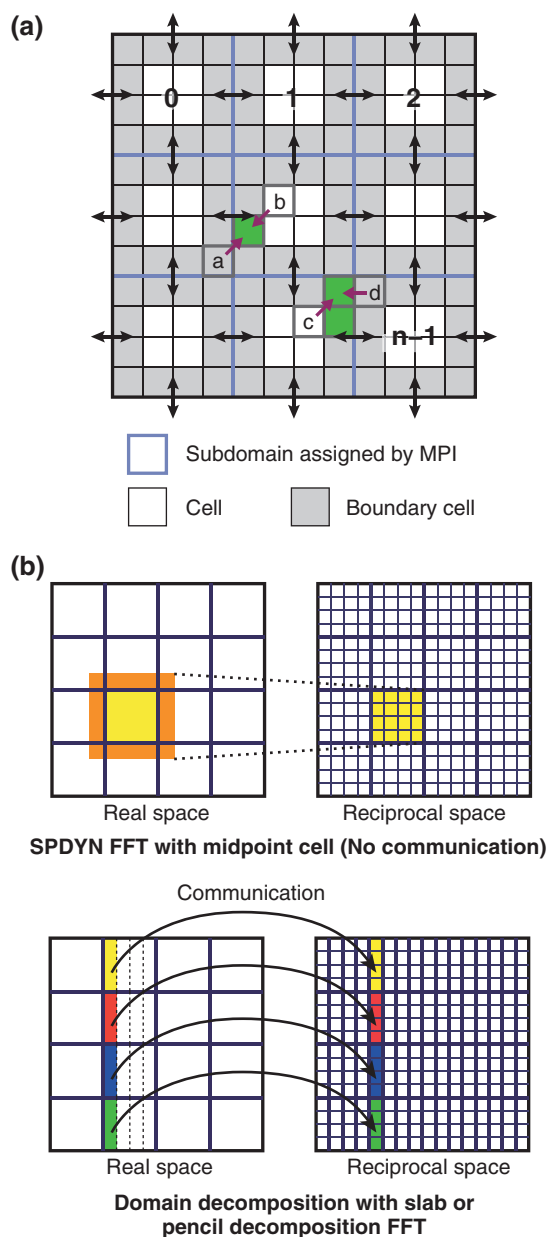 (a)
0 1 2
b
a
d
c
n–1
Subdomain assigned by MPI
Cell Boundary cell
(b)
Real space Reciprocal space
SPDYN FFT with midpoint cell (No communication)
Communication
Real space Reciprocal space
Domain decomposition with slab or
pencil decomposition FFT